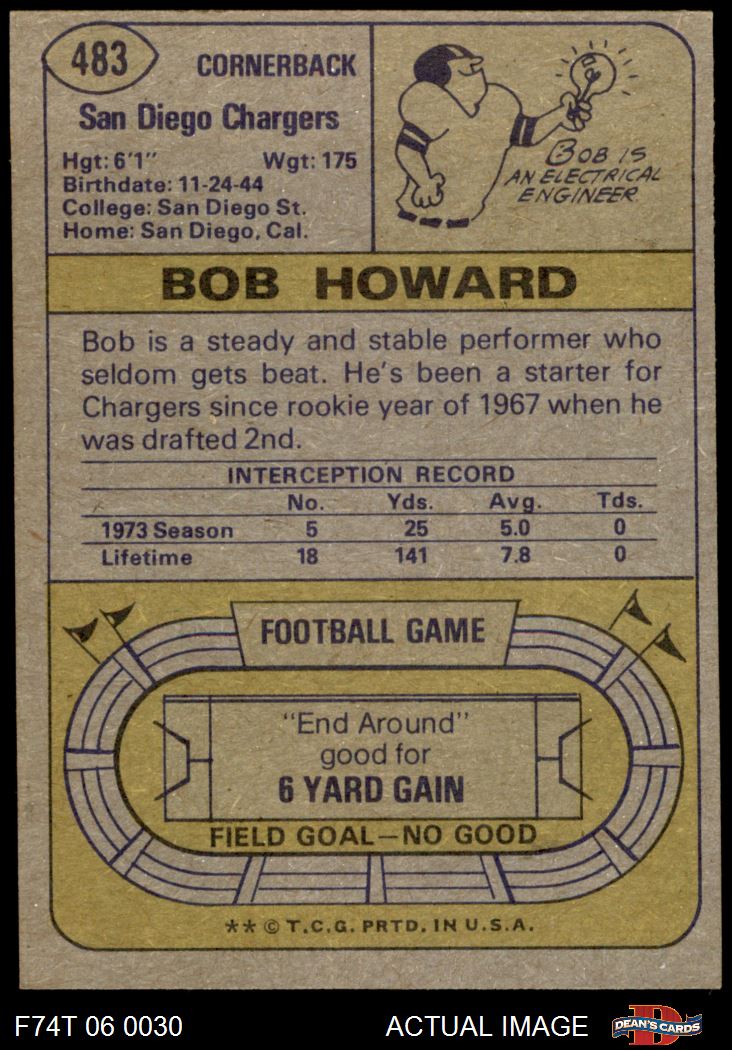 483
CORNERBACK
San Diego Chargers
Hgt: 6'1" Wgt: 175
Birthdate: 11-24-44
College: San Diego St.
Home: San Diego, Cal.
BOB IS
AN ELECTRICAL
ENGINEER
BOB HOWARD
Bob is a steady and stable performer who
seldom gets beat. He's been a starter for
Chargers since rookie year of 1967 when he
was drafted 2nd.
INTERCEPTION RECORD
No. Yds. Avg. Tds.
1973 Season 5 25 5.0 0
Lifetime 18 141 7.8 0
FOOTBALL GAME
"End Around"
good for
6 YARD GAIN
FIELD GOAL—NO GOOD
** © T.C.G. PRTD. IN U.S.A.
F74T 06 0030
ACTUAL IMAGE
D
DEAN'S CARDS